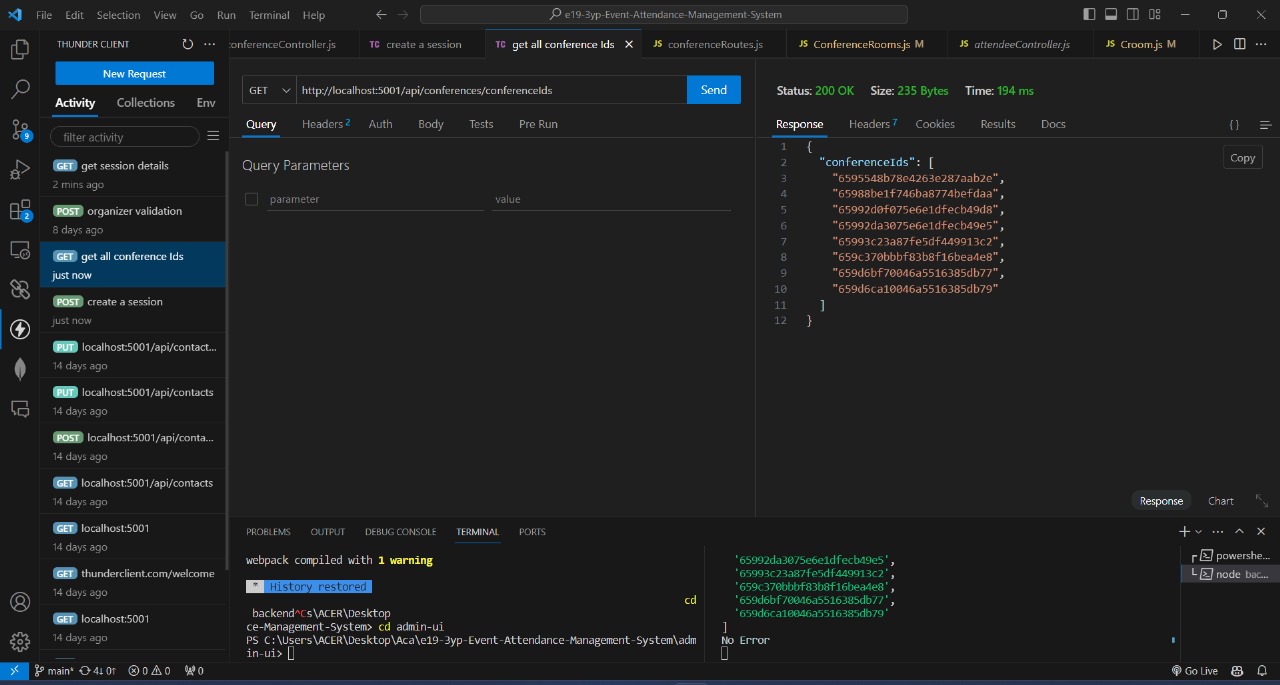 File Edit Selection View Go Run Terminal Help
e19-3yp-Event-Attendance-Management-System
THUNDER CLIENT
New Request
Activity Collections Env
filter activity
GET get session details
2 mins ago
POST organizer validation
8 days ago
GET get all conference Ids
just now
POST create a session
just now
PUT localhost:5001/api/contact...
14 days ago
PUT localhost:5001/api/contacts
14 days ago
POST localhost:5001/api/conta...
14 days ago
GET localhost:5001/api/contacts
14 days ago
GET localhost:5001
14 days ago
GET thunderclient.com/welcome
14 days ago
GET localhost:5001
14 days ago
9
2
onferenceController.js TC create a session TC get all conference Ids JS conferenceRoutes.js JS ConferenceRooms.js M JS attendeeController.js JS Croom.js M
GET http://localhost:5001/api/conferences/conferenceIds Send
Query Headers 2 Auth Body Tests Pre Run
Query Parameters
parameter value
Status: 200 OK Size: 235 Bytes Time: 194 ms
Response Headers 7 Cookies Results Docs
{}
Copy
1 {
2 "conferenceIds": [
3 "6595548b78e4263e287aab2e",
4 "65988be1f746ba8774befdaa",
5 "65992d0f075e6e1dfecb49d8",
6 "65992da3075e6e1dfecb49e5",
7 "65993c23a87fe5df449913c2",
8 "659c370bbbf83b8f16bea4e8",
9 "659d6bf70046a5516385db77",
10 "659d6ca10046a5516385db79"
11 ]
12 }
Response Chart
PROBLEMS OUTPUT DEBUG CONSOLE TERMINAL PORTS
webpack compiled with 1 warning
* History restored
cd
backend^Cs\ACER\Desktop
ce-Management-System> cd admin-ui
PS C:\Users\ACER\Desktop\Aca\e19-3yp-Event-Attendance-Management-System\adm
in-ui>
'65992da3075e6e1dfecb49e5',
'65993c23a87fe5df449913c2',
'659c370bbbf83b8f16bea4e8',
'659d6bf70046a5516385db77',
'659d6ca10046a5516385db79'
]
No Error
powershe...
node bac...
main* 4↓ 0↑ 0 0 0 Go Live